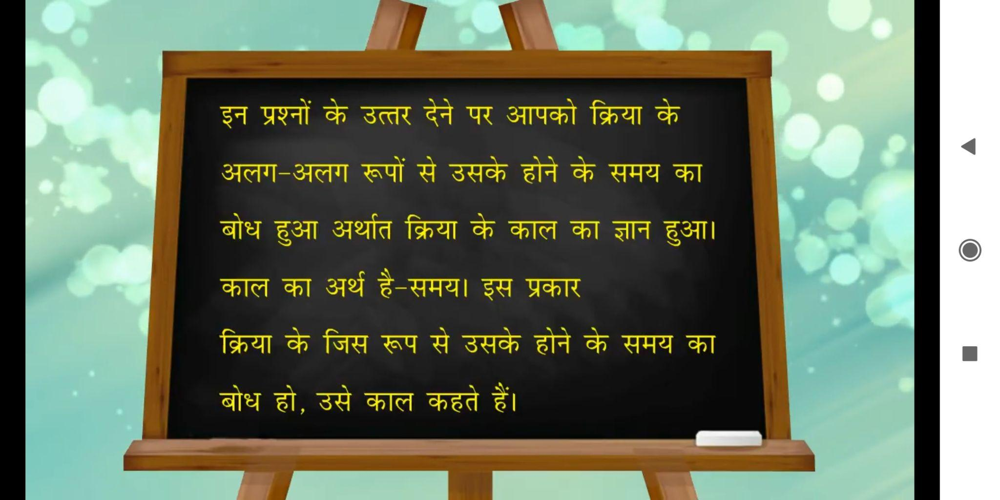 इन प्रश्नों के उत्तर देने पर आपको क्रिया के
अलग-अलग रूपों से उसके होने के समय का
बोध हुआ अर्थात क्रिया के काल का ज्ञान हुआ।
काल का अर्थ है-समय। इस प्रकार
क्रिया के जिस रूप से उसके होने के समय का
बोध हो, उसे काल कहते हैं।